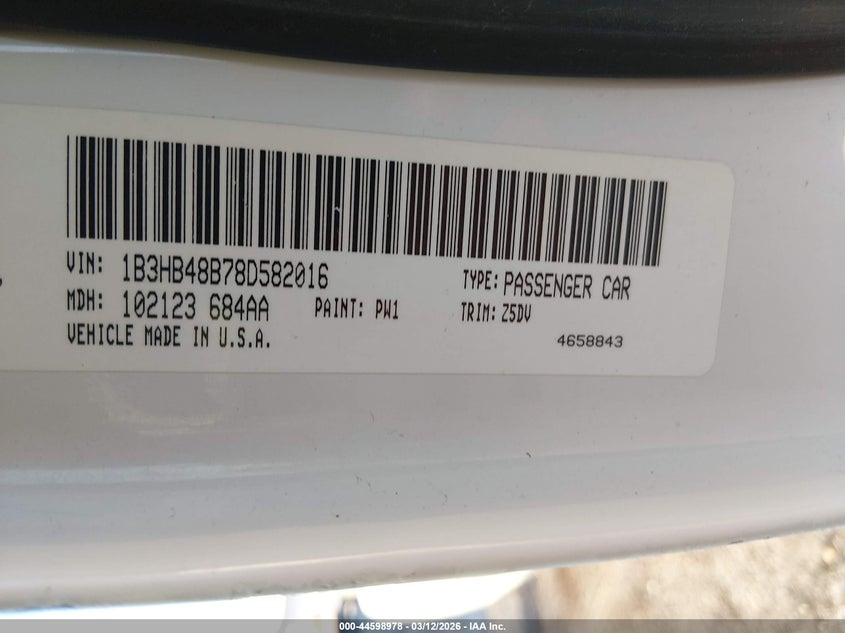 VIN: 1B3HB48B78D582016
TYPE: PASSENGER CAR
MDH: 102123 684AA
PAINT: PW1
TRIM: Z5DV
VEHICLE MADE IN U.S.A.
4658843
000-44598978 - 03/12/2026 - IAA Inc.